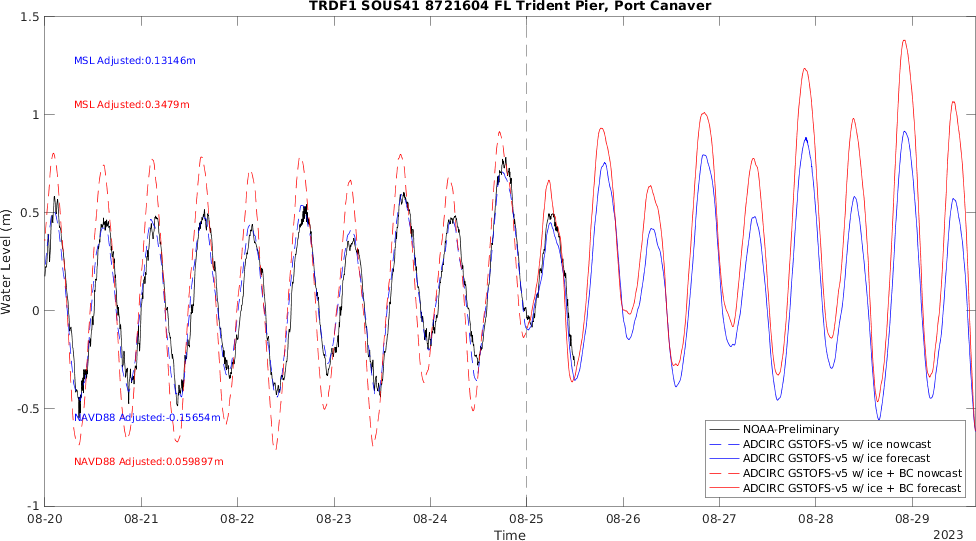 TRDF1 SOUS41 8721604 FL Trident Pier, Port Canaver
1.5
1
0.5
0
-0.5
-1
Water Level (m)
MSL Adjusted:0.13146m
MSL Adjusted:0.3479m
NAVD88 Adjusted:-0.15654m
NAVD88 Adjusted:0.059897m
NOAA-Preliminary
ADCIRC GSTOFS-v5 w/ ice nowcast
ADCIRC GSTOFS-v5 w/ ice forecast
ADCIRC GSTOFS-v5 w/ ice + BC nowcast
ADCIRC GSTOFS-v5 w/ ice + BC forecast
08-20 08-21 08-22 08-23 08-24 08-25 08-26 08-27 08-28 08-29
Time
2023